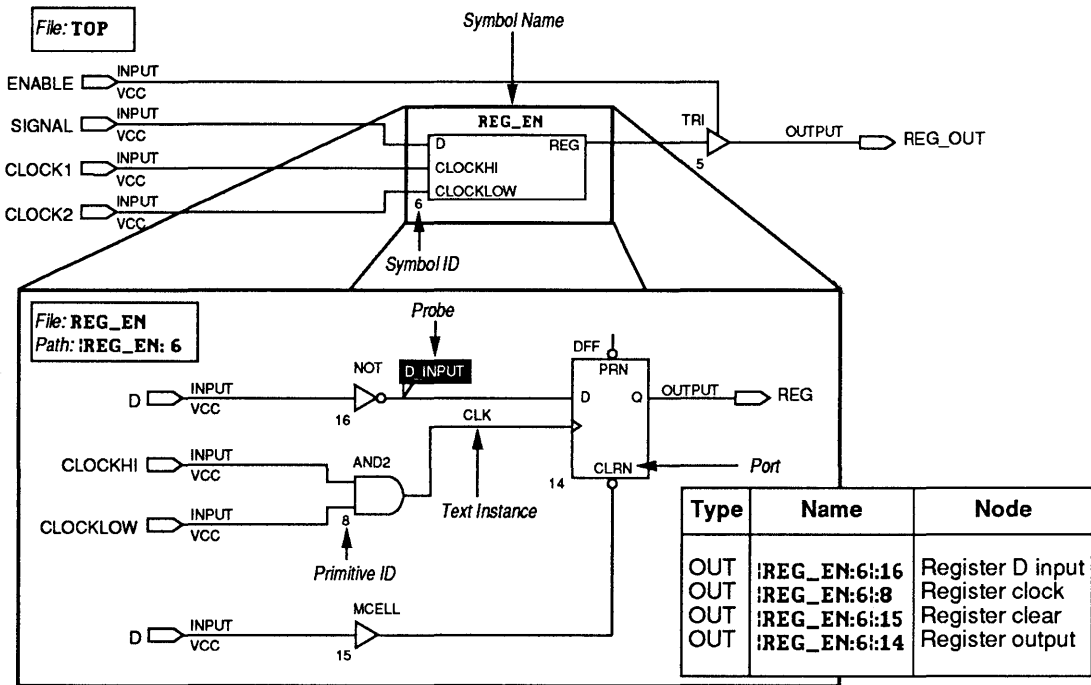 File: TOP
Symbol Name
ENABLE INPUT VCC
SIGNAL INPUT VCC
CLOCK1 INPUT VCC
CLOCK2 INPUT VCC
REG_EN
D REG
CLOCKHI
CLOCKLOW
6
Symbol ID
TRI
5
OUTPUT REG_OUT
File: REG_EN
Path: ¦REG_EN: 6
Probe
D_INPUT
D INPUT VCC
NOT
16
CLK
Text Instance
DFF
PRN
D Q
CLRN
14
OUTPUT REG
Port
CLOCKHI INPUT VCC
CLOCKLOW INPUT VCC
AND2
8
Primitive ID
D INPUT VCC
MCELL
15
Type Name Node
OUT ¦REG_EN:6¦:16 Register D input
OUT ¦REG_EN:6¦:8 Register clock
OUT ¦REG_EN:6¦:15 Register clear
OUT ¦REG_EN:6¦:14 Register output